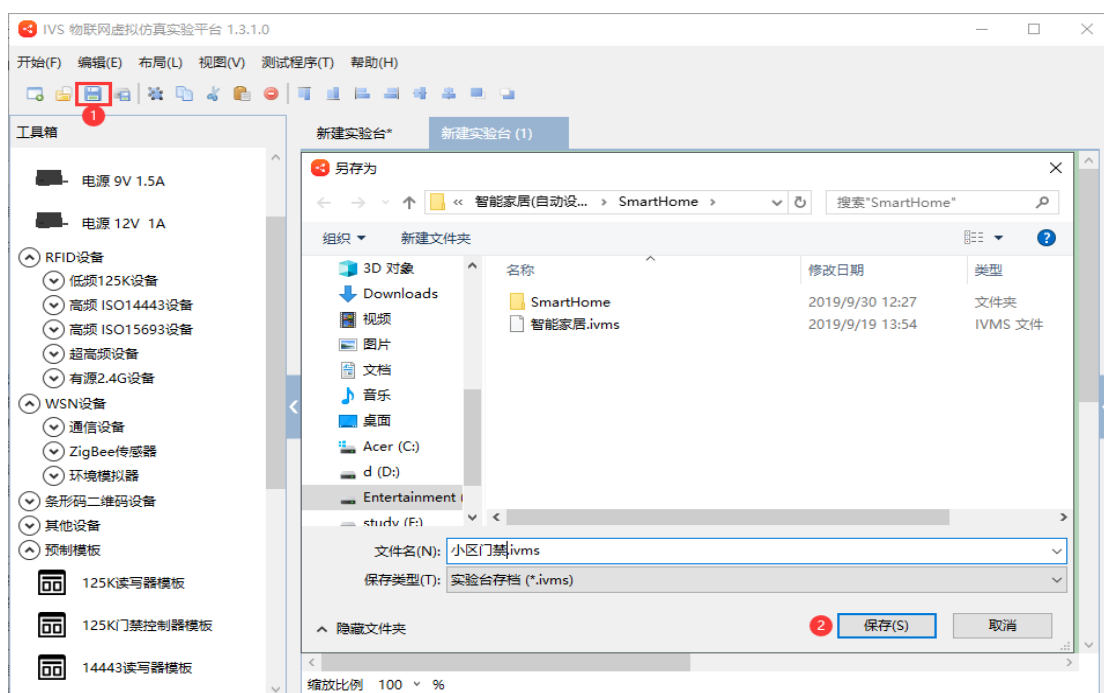 IVS 物联网虚拟仿真实验平台 1.3.1.0
开始(F) 编辑(E) 布局(L) 视图(V) 测试程序(T) 帮助(H)
1
工具箱
电源 9V 1.5A
电源 12V 1A
RFID设备
低频125K设备
高频 ISO14443设备
高频 ISO15693设备
超高频设备
有源2.4G设备
WSN设备
通信设备
ZigBee传感器
环境模拟器
条形码二维码设备
其他设备
预制模板
125K读写器模板
125K门禁控制器模板
14443读写器模板
新建实验台* 新建实验台 (1)
另存为
« 智能家居(自动设... › SmartHome › 搜索"SmartHome"
组织 新建文件夹
3D 对象
Downloads
视频
图片
文档
音乐
桌面
Acer (C:)
d (D:)
Entertainment (
study (F:)
名称 修改日期 类型
SmartHome 2019/9/30 12:27 文件夹
智能家居.ivms 2019/9/19 13:54 IVMS 文件
文件名(N): 小区门禁.ivms
保存类型(T): 实验台存档 (*.ivms)
隐藏文件夹 2 保存(S) 取消
缩放比例 100 %